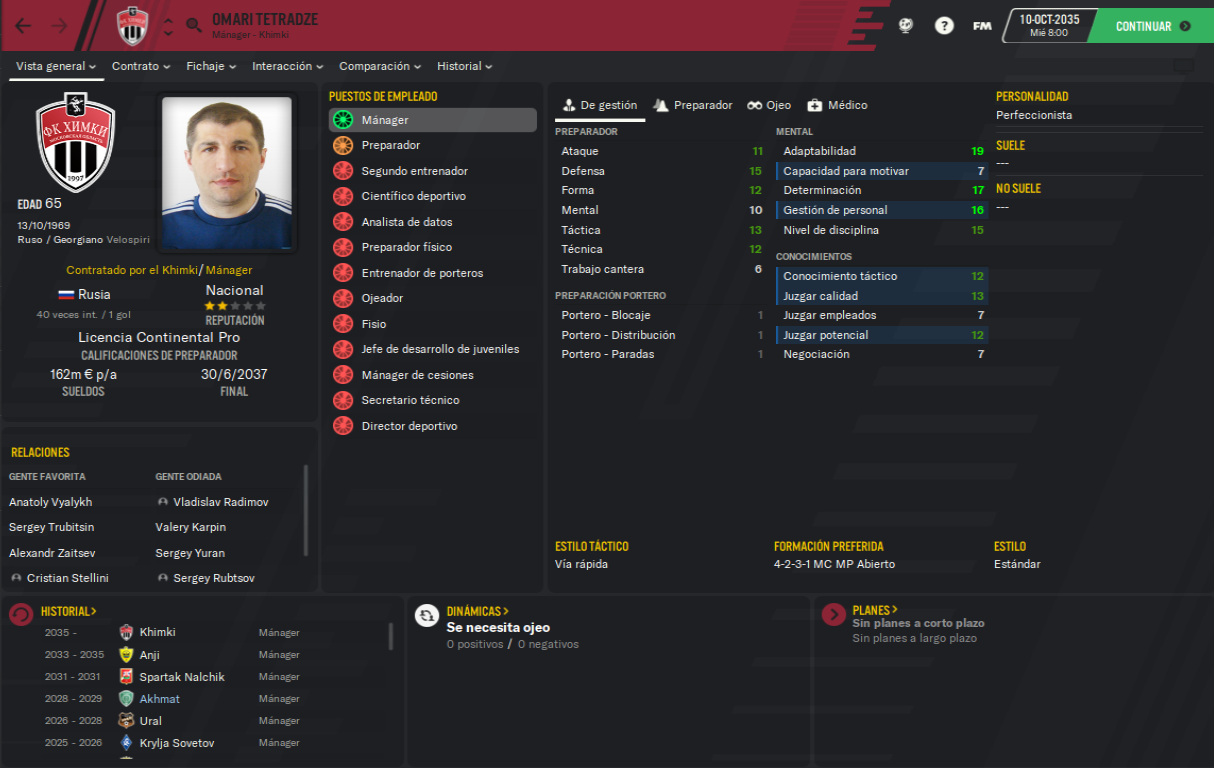 OMARI TETRADZE
Mánager - Khimki
FM
10-OCT-2035
Mié 8:00
CONTINUAR
Vista general
Contrato
Fichaje
Interacción
Comparación
Historial
ФК ХИМКИ
МОСКОВСКАЯ ОБЛАСТЬ
1997
EDAD 65
13/10/1969
Ruso / Georgiano Velospiri
Contratado por el Khimki/Mánager
Rusia
40 veces int. / 1 gol
Nacional
REPUTACIÓN
Licencia Continental Pro
CALIFICACIONES DE PREPARADOR
162m € p/a
SUELDOS
30/6/2037
FINAL
PUESTOS DE EMPLEADO
Mánager
Preparador
Segundo entrenador
Científico deportivo
Analista de datos
Preparador físico
Entrenador de porteros
Ojeador
Fisio
Jefe de desarrollo de juveniles
Mánager de cesiones
Secretario técnico
Director deportivo
De gestión
Preparador
Ojeo
Médico
PREPARADOR
Ataque 11
Defensa 15
Forma 12
Mental 10
Táctica 13
Técnica 12
Trabajo cantera 6
PREPARACIÓN PORTERO
Portero - Blocaje 1
Portero - Distribución 1
Portero - Paradas 1
MENTAL
Adaptabilidad 19
Capacidad para motivar 7
Determinación 17
Gestión de personal 16
Nivel de disciplina 15
CONOCIMIENTOS
Conocimiento táctico 12
Juzgar calidad 13
Juzgar empleados 7
Juzgar potencial 12
Negociación 7
PERSONALIDAD
Perfeccionista
SUELE
---
NO SUELE
---
ESTILO TÁCTICO
Vía rápida
FORMACIÓN PREFERIDA
4-2-3-1 MC MP Abierto
ESTILO
Estándar
RELACIONES
GENTE FAVORITA
Anatoly Vyalykh
Sergey Trubitsin
Alexandr Zaitsev
Cristian Stellini
GENTE ODIADA
Vladislav Radimov
Valery Karpin
Sergey Yuran
Sergey Rubtsov
HISTORIAL>
2035 - Khimki Mánager
2033 - 2035 Anji Mánager
2031 - 2031 Spartak Nalchik Mánager
2028 - 2029 Akhmat Mánager
2026 - 2028 Ural Mánager
2025 - 2026 Krylja Sovetov Mánager
DINÁMICAS >
Se necesita ojeo
0 positivos / 0 negativos
PLANES >
Sin planes a corto plazo
Sin planes a largo plazo